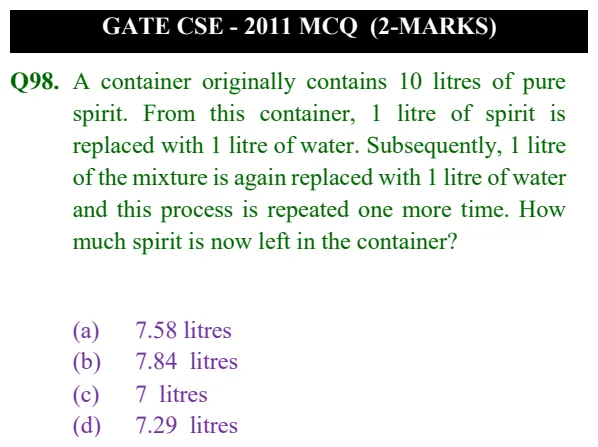 GATE CSE - 2011 MCQ (2-MARKS)
Q98. A container originally contains 10 litres of pure
spirit. From this container, 1 litre of spirit is
replaced with 1 litre of water. Subsequently, 1 litre
of the mixture is again replaced with 1 litre of water
and this process is repeated one more time. How
much spirit is now left in the container?
(a) 7.58 litres
(b) 7.84 litres
(c) 7 litres
(d) 7.29 litres